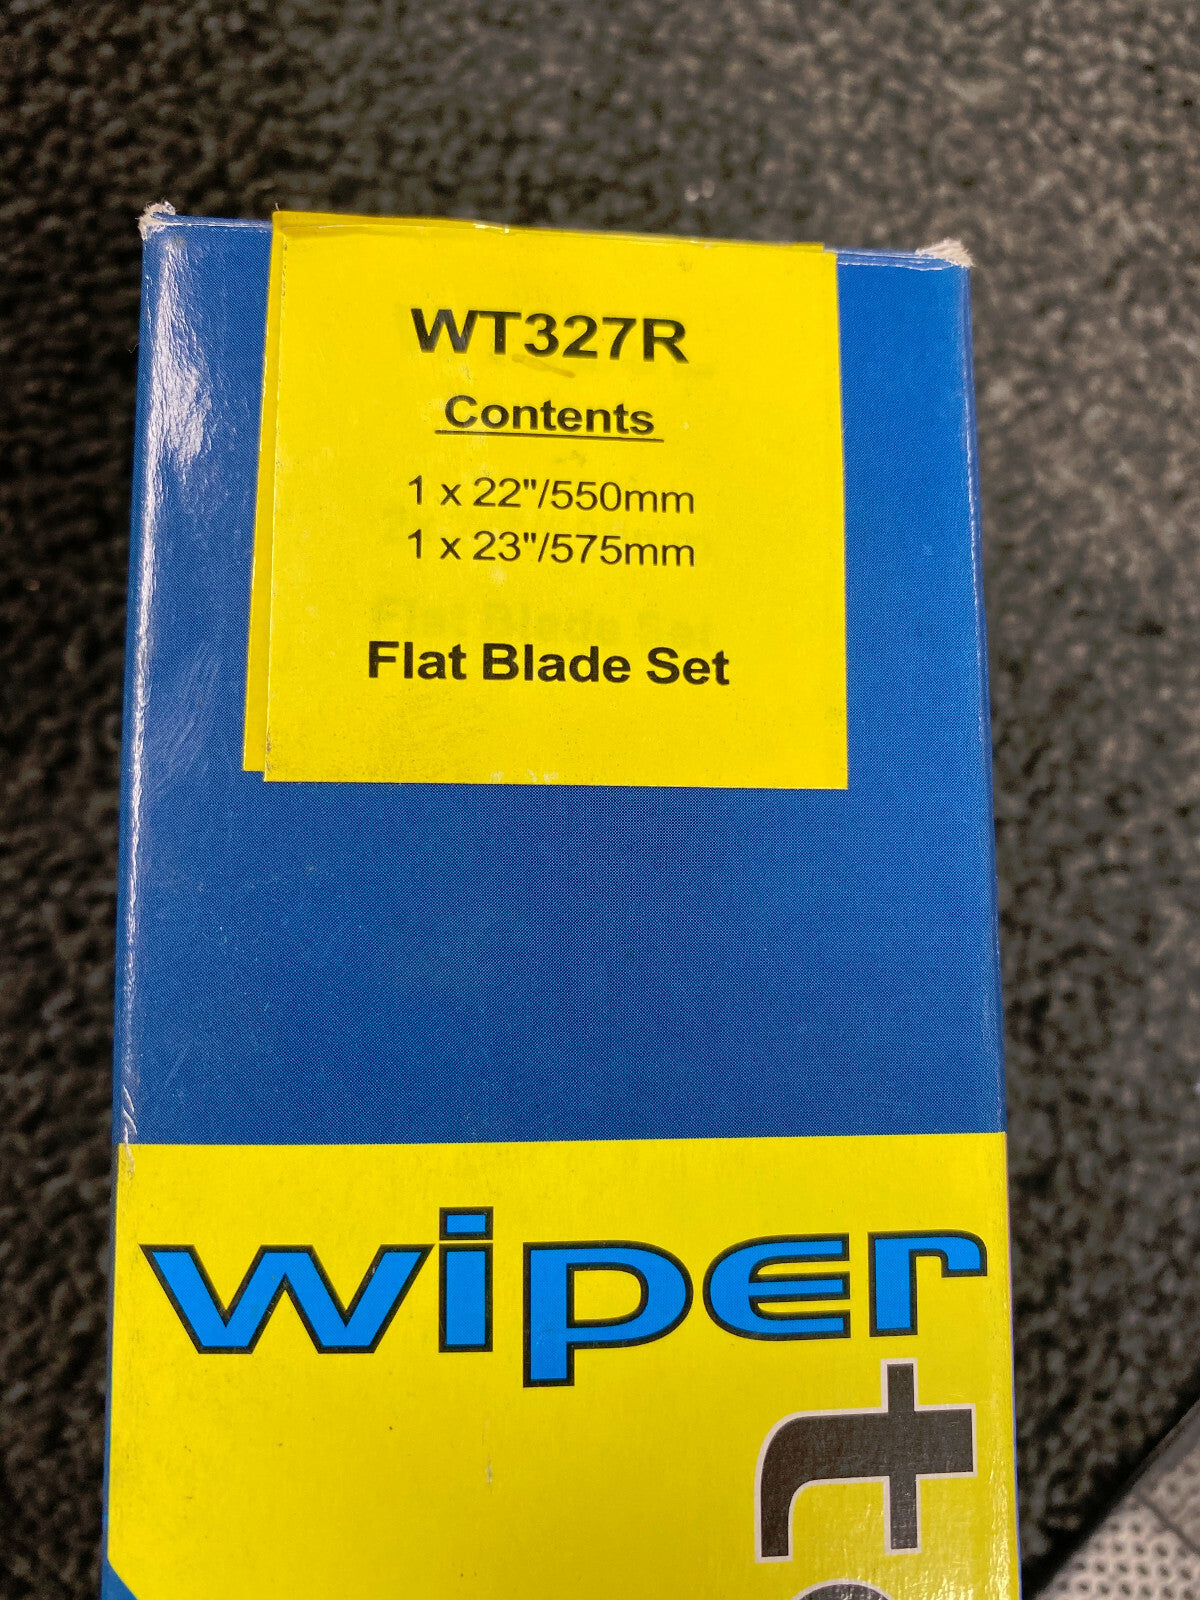 WT327R
Contents
1 x 22"/550mm
1 x 23"/575mm
Flat Blade Set
wiper